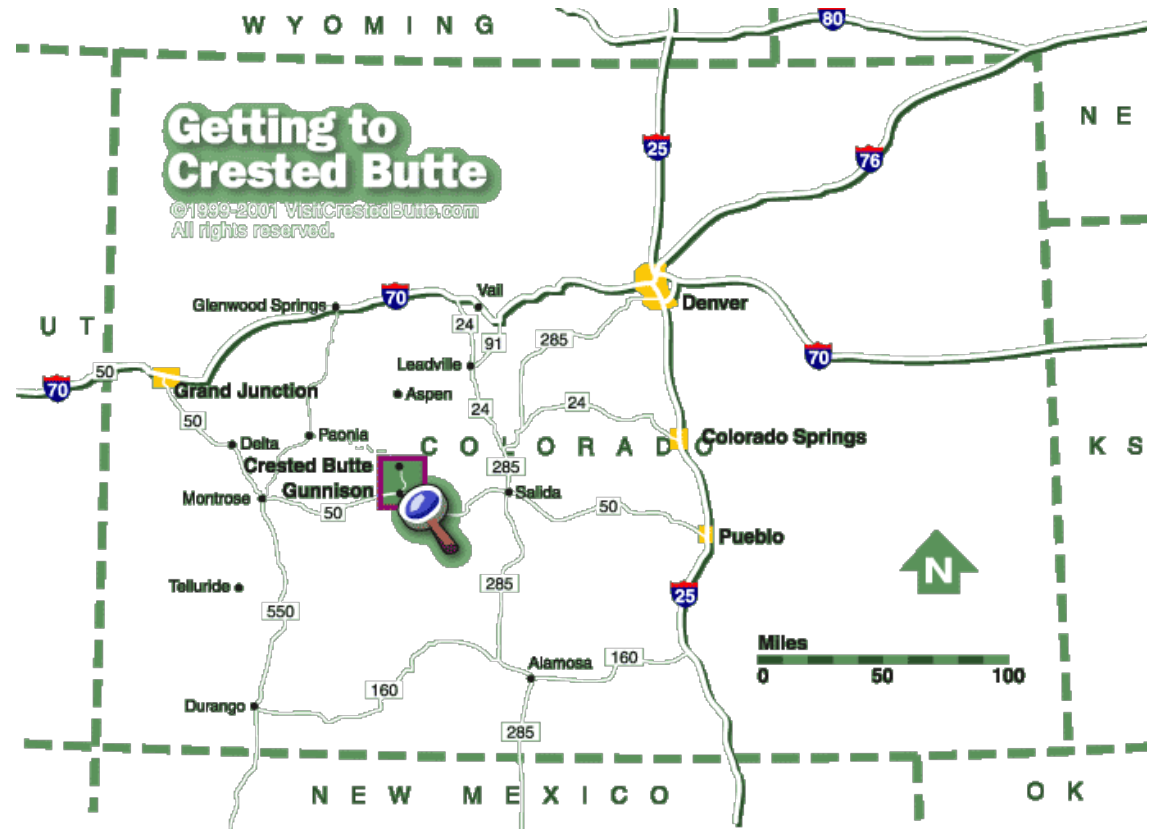 WYOMING
80
Getting to
Crested Butte
©1999-2001 VisitCrestedButte.com
All rights reserved.
NE
25
76
Vail
70
Glenwood Springs
Denver
UT
24
91
285
70
Leadville
50
70
Grand Junction
Aspen
24
24
50
Delta
Paonia
COLORADO
Colorado Springs
KS
Crested Butte
285
Gunnison
Montrose
Salida
50
50
Pueblo
N
Telluride
285
25
550
Miles
0 50 100
Alamosa
160
160
Durango
285
NEW MEXICO
OK